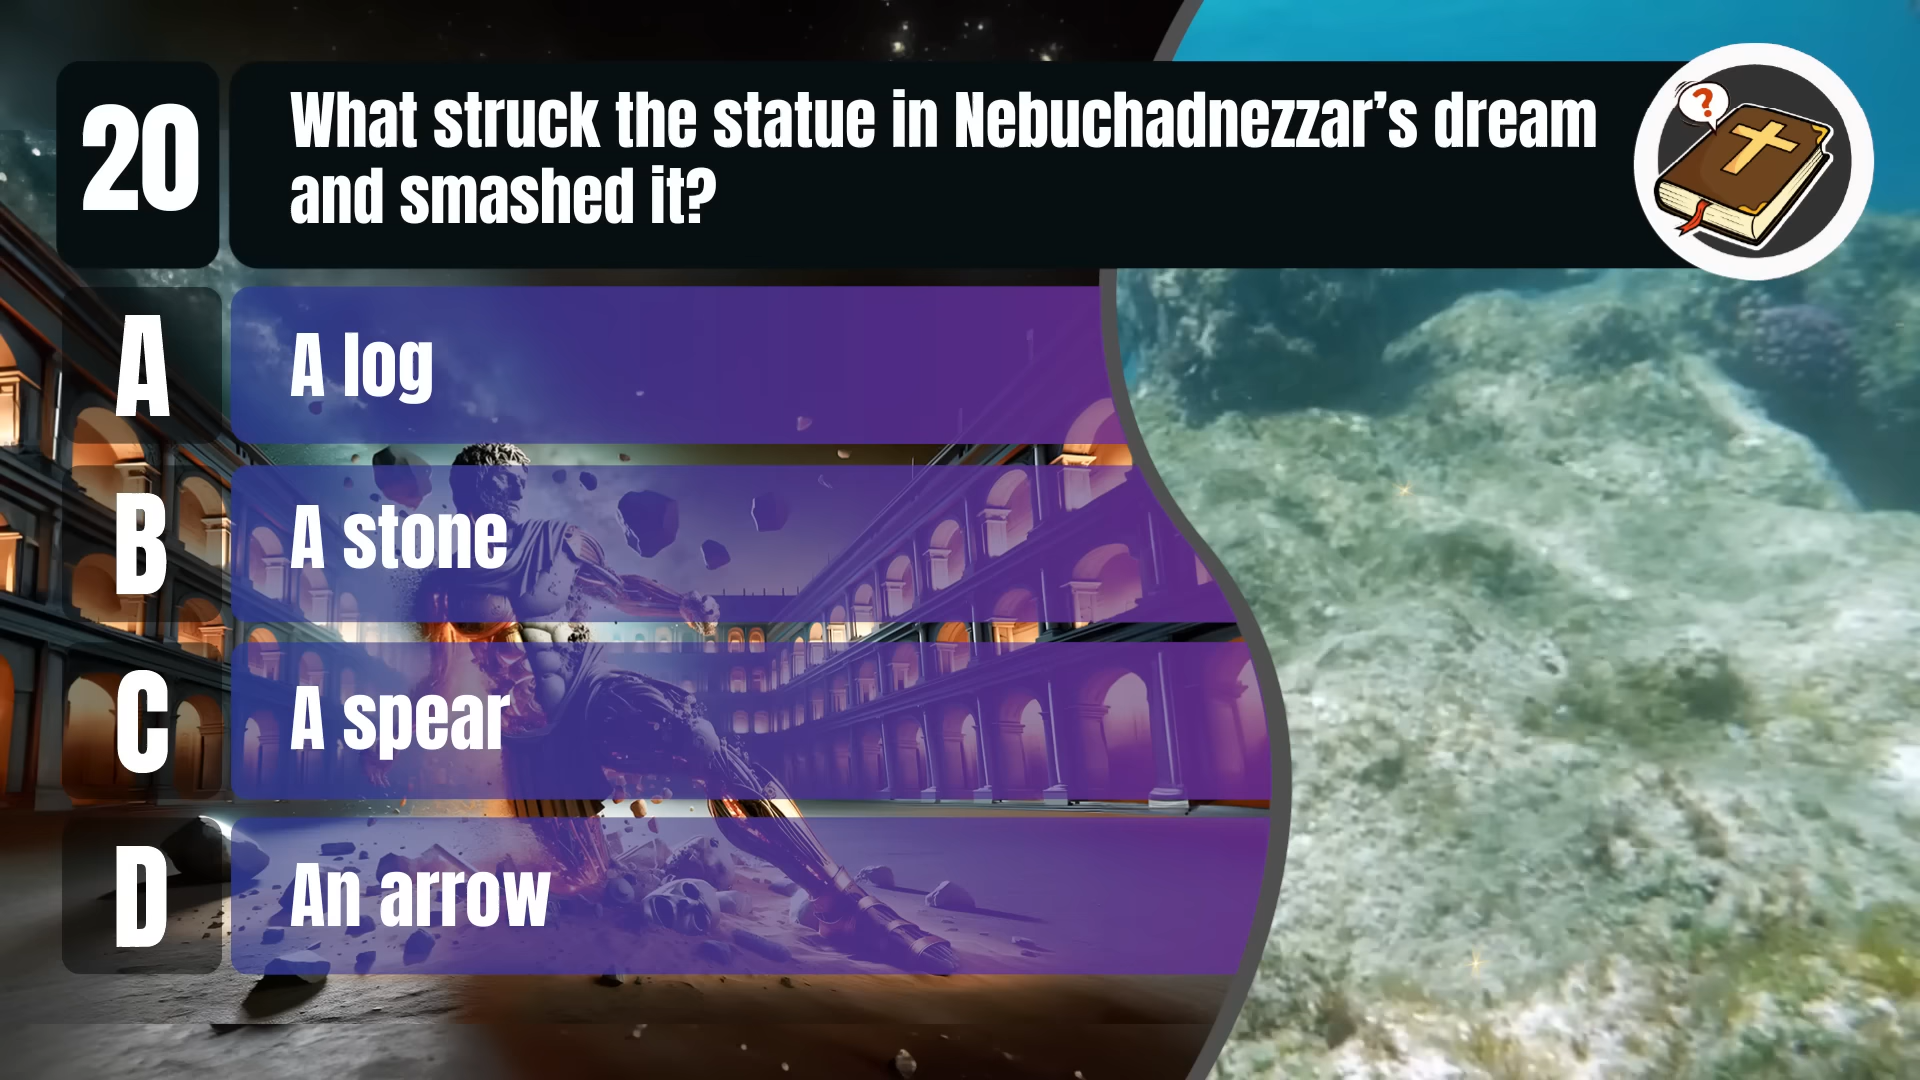 20
What struck the statue in Nebuchadnezzar’s dream
and smashed it?
?
A
A log
B
A stone
C
A spear
D
An arrow